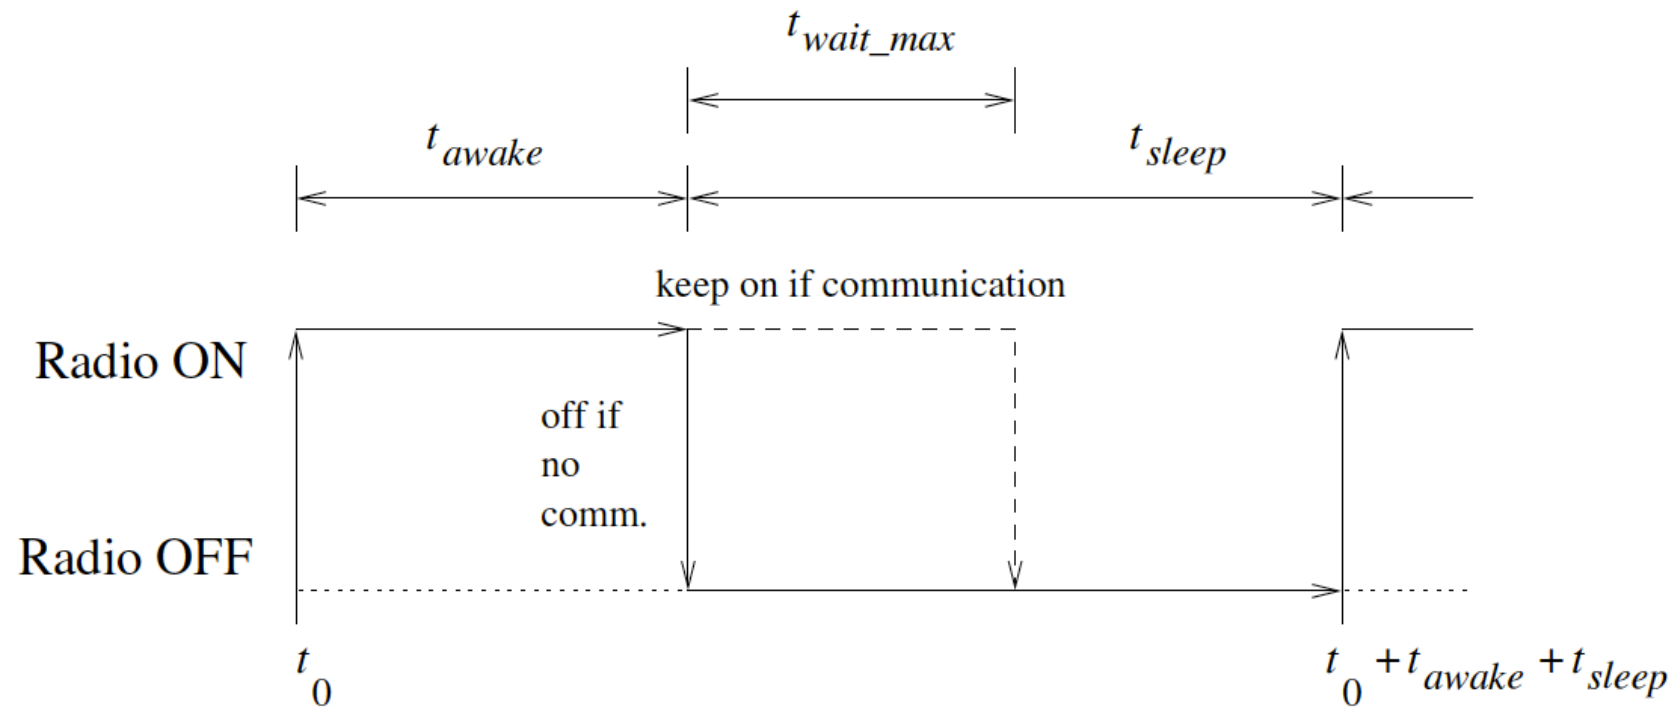 t wait_max
t awake
t sleep
keep on if communication
Radio ON
off if
no
comm.
Radio OFF
t 0
t 0 + t awake + t sleep